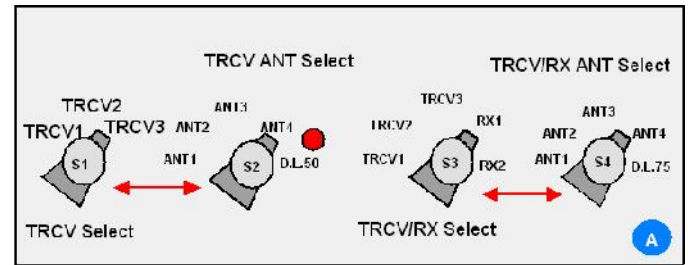 TRCV ANT Select
TRCV/RX ANT Select
TRCV2
TRCV1
TRCV3
S1
TRCV Select
ANT3
ANT2
ANT4
ANT1
S2
D.L.50
TRCV3
TRCV2
RX1
TRCV1
S3
RX2
TRCV/RX Select
ANT3
ANT2
ANT4
ANT1
S4
D.L.75
A